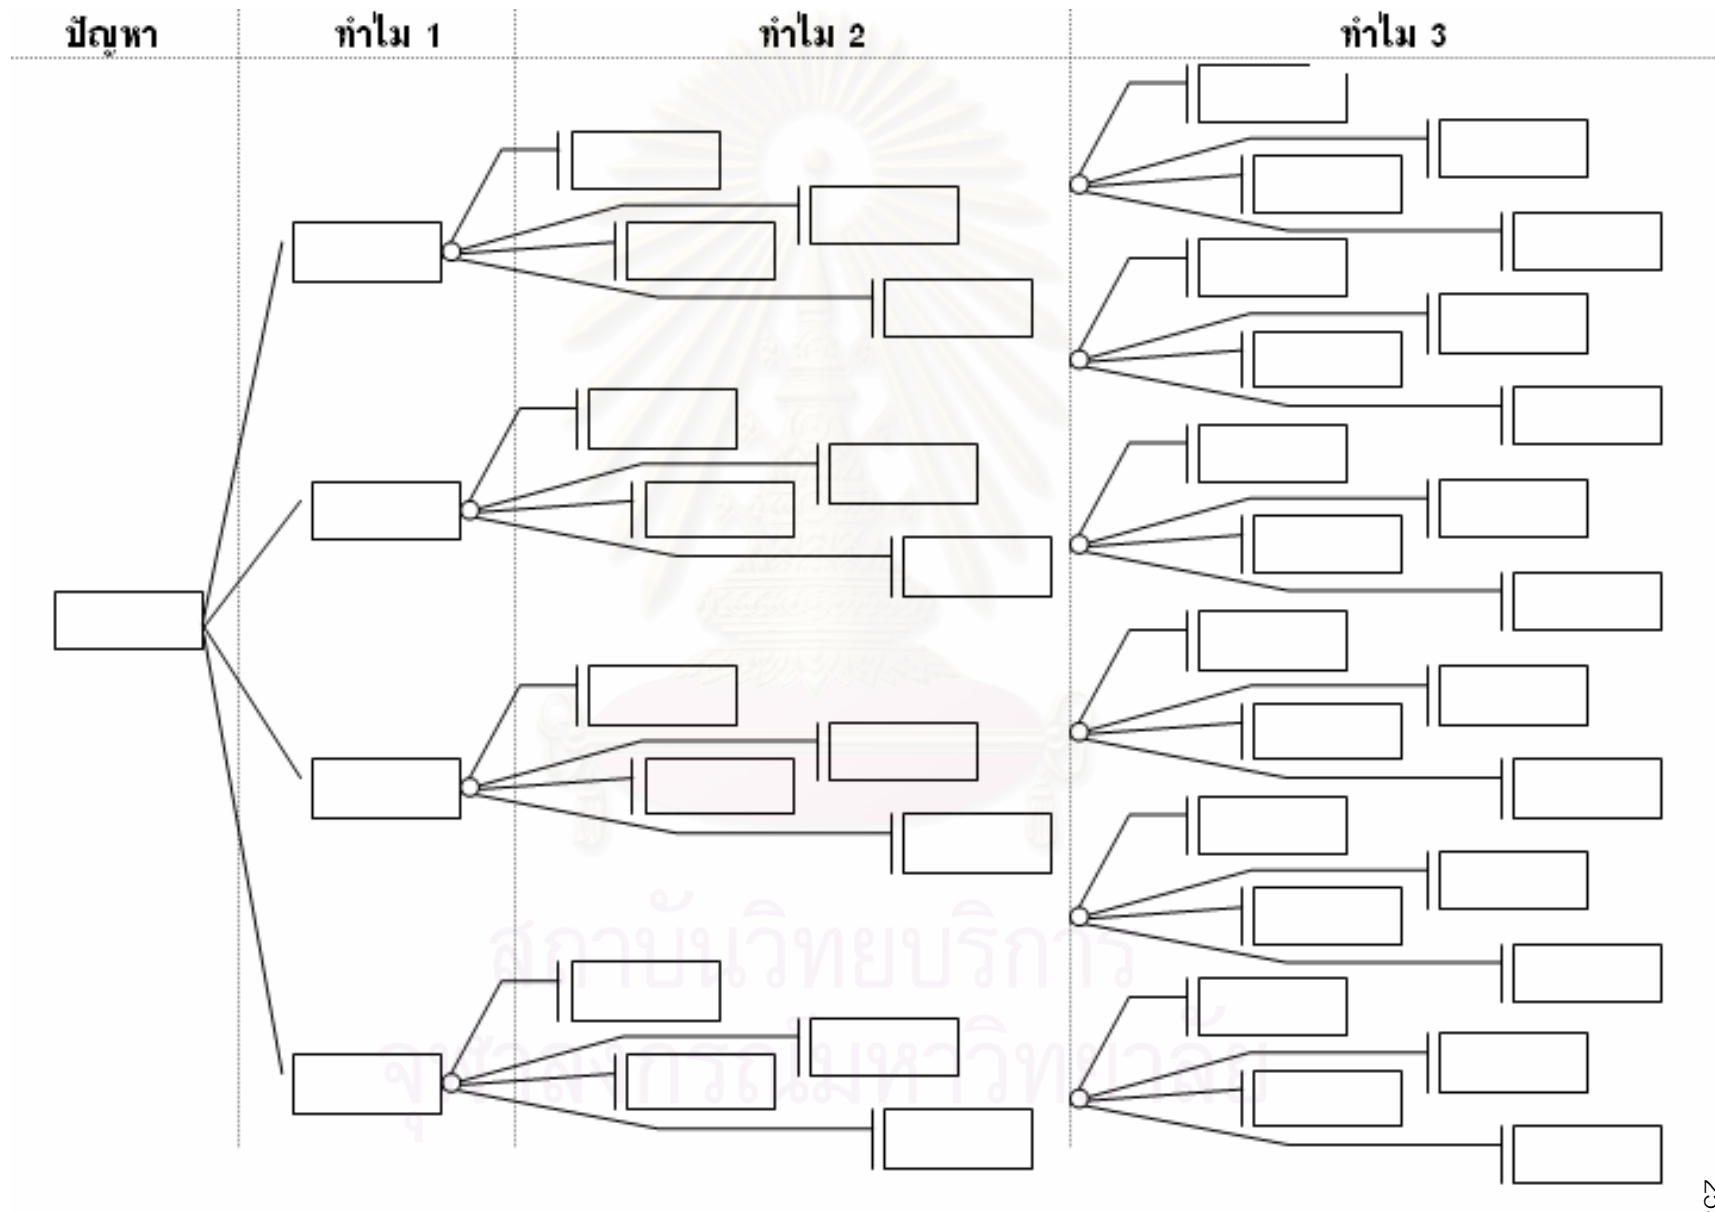 ปัญหา ทำไม 1 ทำไม 2 ทำไม 3
สถาบันวิทยบริการ
จุฬาลงกรณ์มหาวิทยาลัย